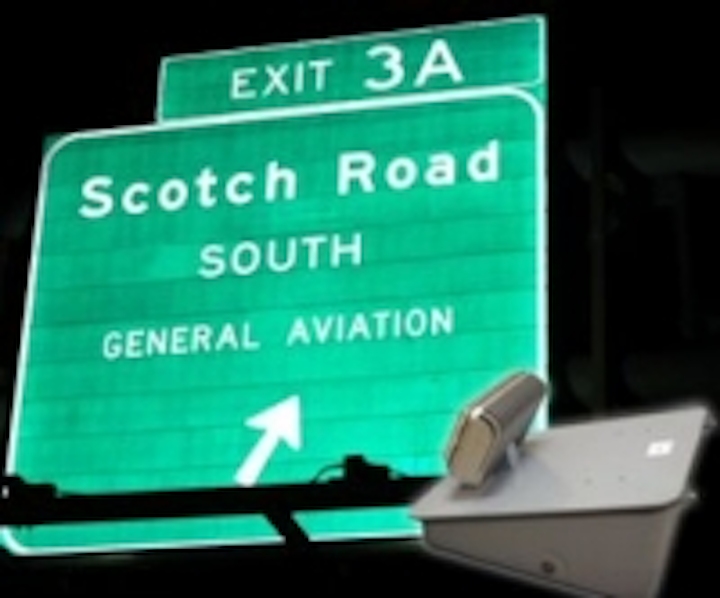 EXIT 3A
Scotch Road
SOUTH
GENERAL AVIATION